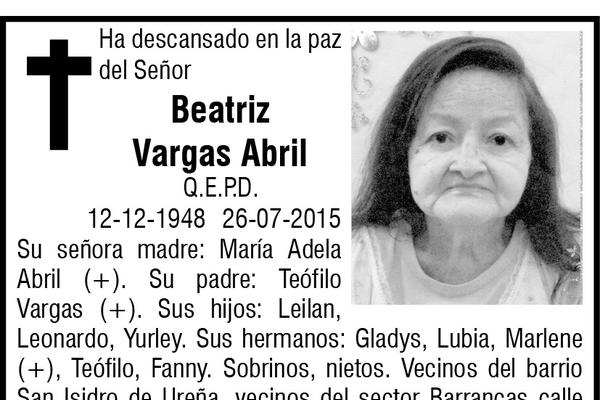 Ha descansado en la paz
del Señor
Beatriz
Vargas Abril
Q.E.P.D.
12-12-1948 26-07-2015
Su señora madre: María Adela
Abril (+). Su padre: Teófilo
Vargas (+). Sus hijos: Leilan,
Leonardo, Yurley. Sus hermanos: Gladys, Lubia, Marlene
(+), Teófilo, Fanny. Sobrinos, nietos. Vecinos del barrio
San Isidro de Ureña, vecinos del sector Barrancas calle